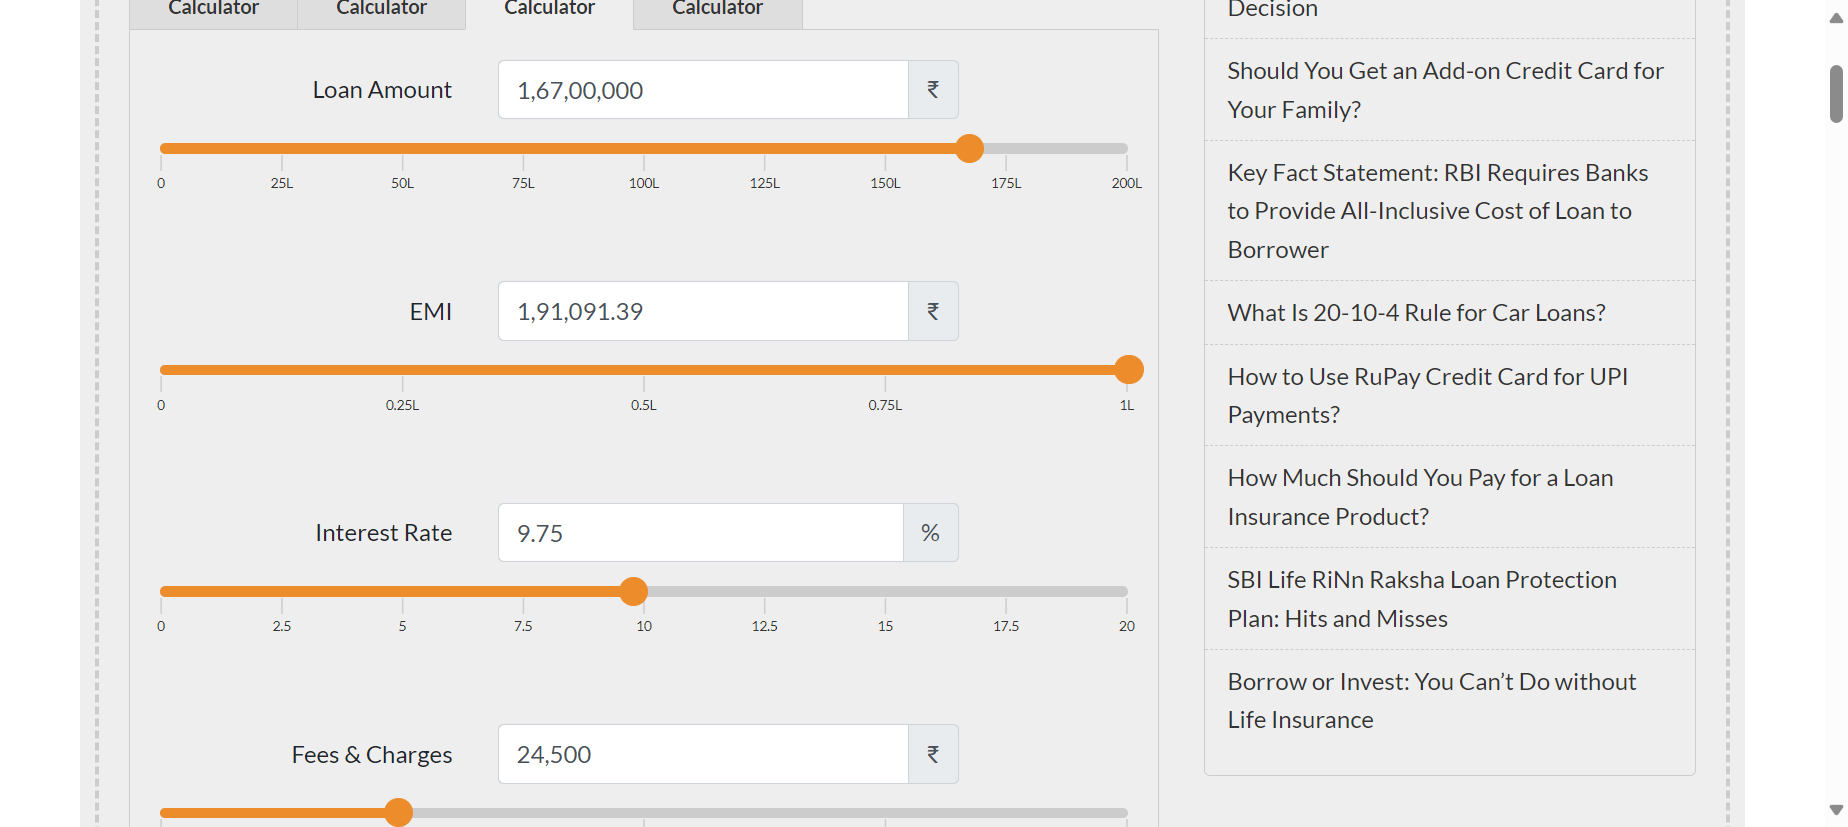 Calculator
Calculator
Calculator
Calculator
Loan Amount
1,67,00,000
₹
0
25L
50L
75L
100L
125L
150L
175L
200L
EMI
1,91,091.39
₹
0
0.25L
0.5L
0.75L
1L
Interest Rate
9.75
%
0
2.5
5
7.5
10
12.5
15
17.5
20
Fees & Charges
24,500
₹
Decision
Should You Get an Add-on Credit Card for
Your Family?
Key Fact Statement: RBI Requires Banks
to Provide All-Inclusive Cost of Loan to
Borrower
What Is 20-10-4 Rule for Car Loans?
How to Use RuPay Credit Card for UPI
Payments?
How Much Should You Pay for a Loan
Insurance Product?
SBI Life RiNn Raksha Loan Protection
Plan: Hits and Misses
Borrow or Invest: You Can’t Do without
Life Insurance